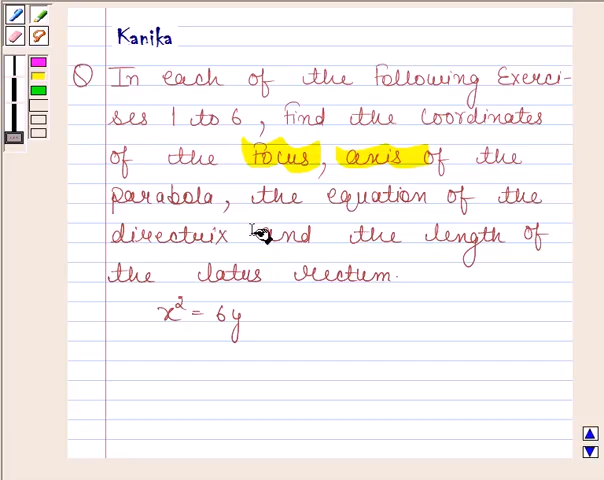 Kanika
Q In each of the following Exerci-
ses 1 to 6, find the coordinates
of the focus, axis of the
parabola, the equation of the
directrix and the length of
the latus rectum.
x² = 6y